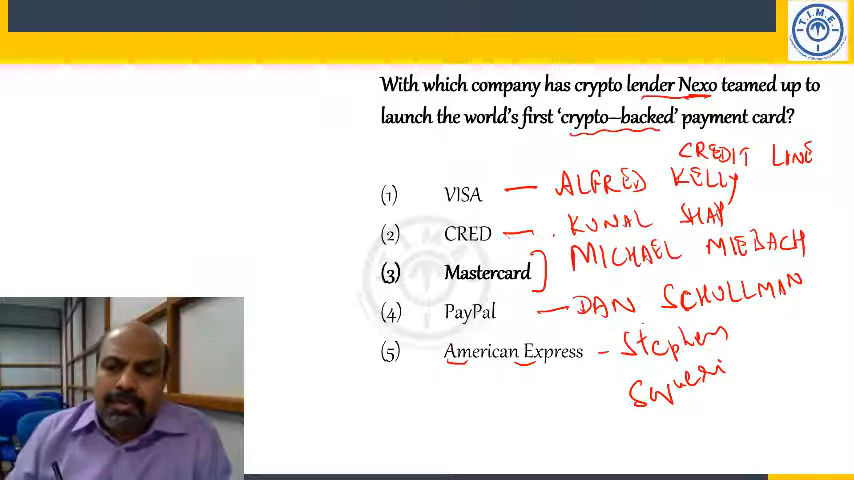 T.I.M.E.
With which company has crypto lender Nexo teamed up to
launch the world's first 'crypto–backed' payment card?
CREDIT LINE
(1) VISA — ALFRED KELLY
(2) CRED — KUNAL SHAH
(3) Mastercard ] MICHAEL MIEBACH
(4) PayPal — DAN SCHULLMAN
(5) American Express – Stephen
Squeri